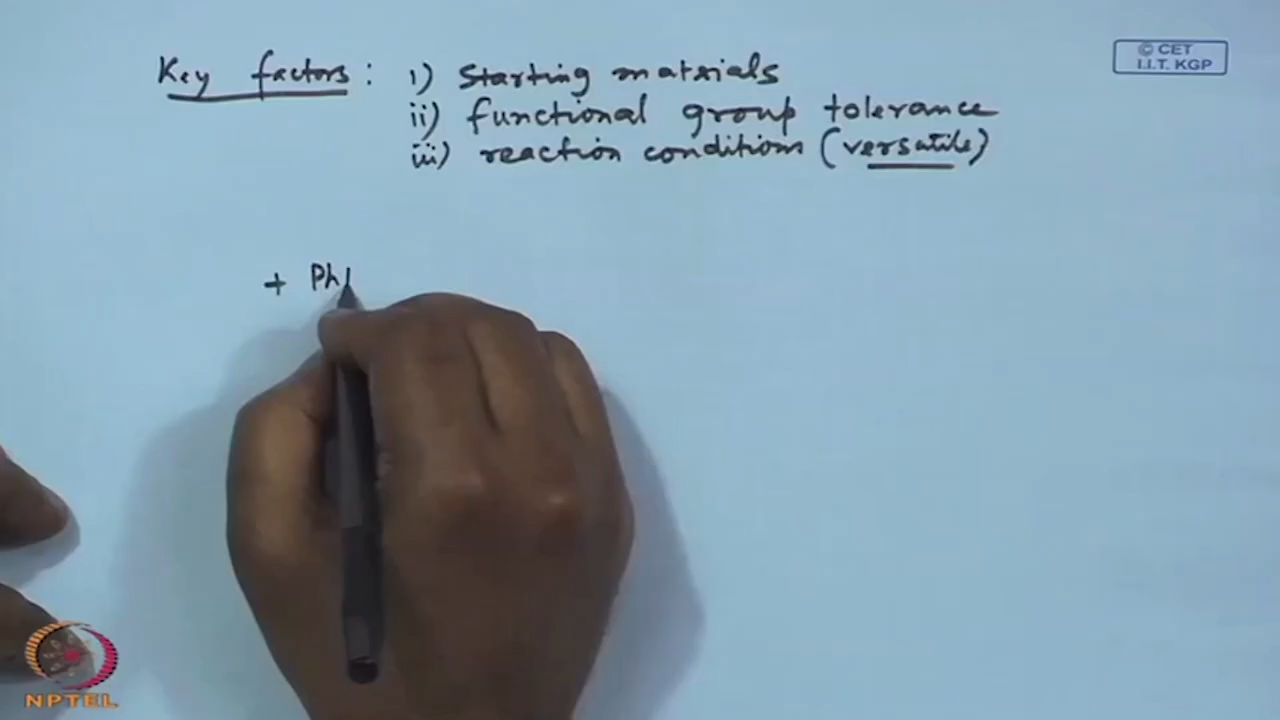 Key factors: i) Starting materials
ii) functional group tolerance
iii) reaction conditions (versatile)
+ Ph
© CET
I.I.T. KGP
NPTEL